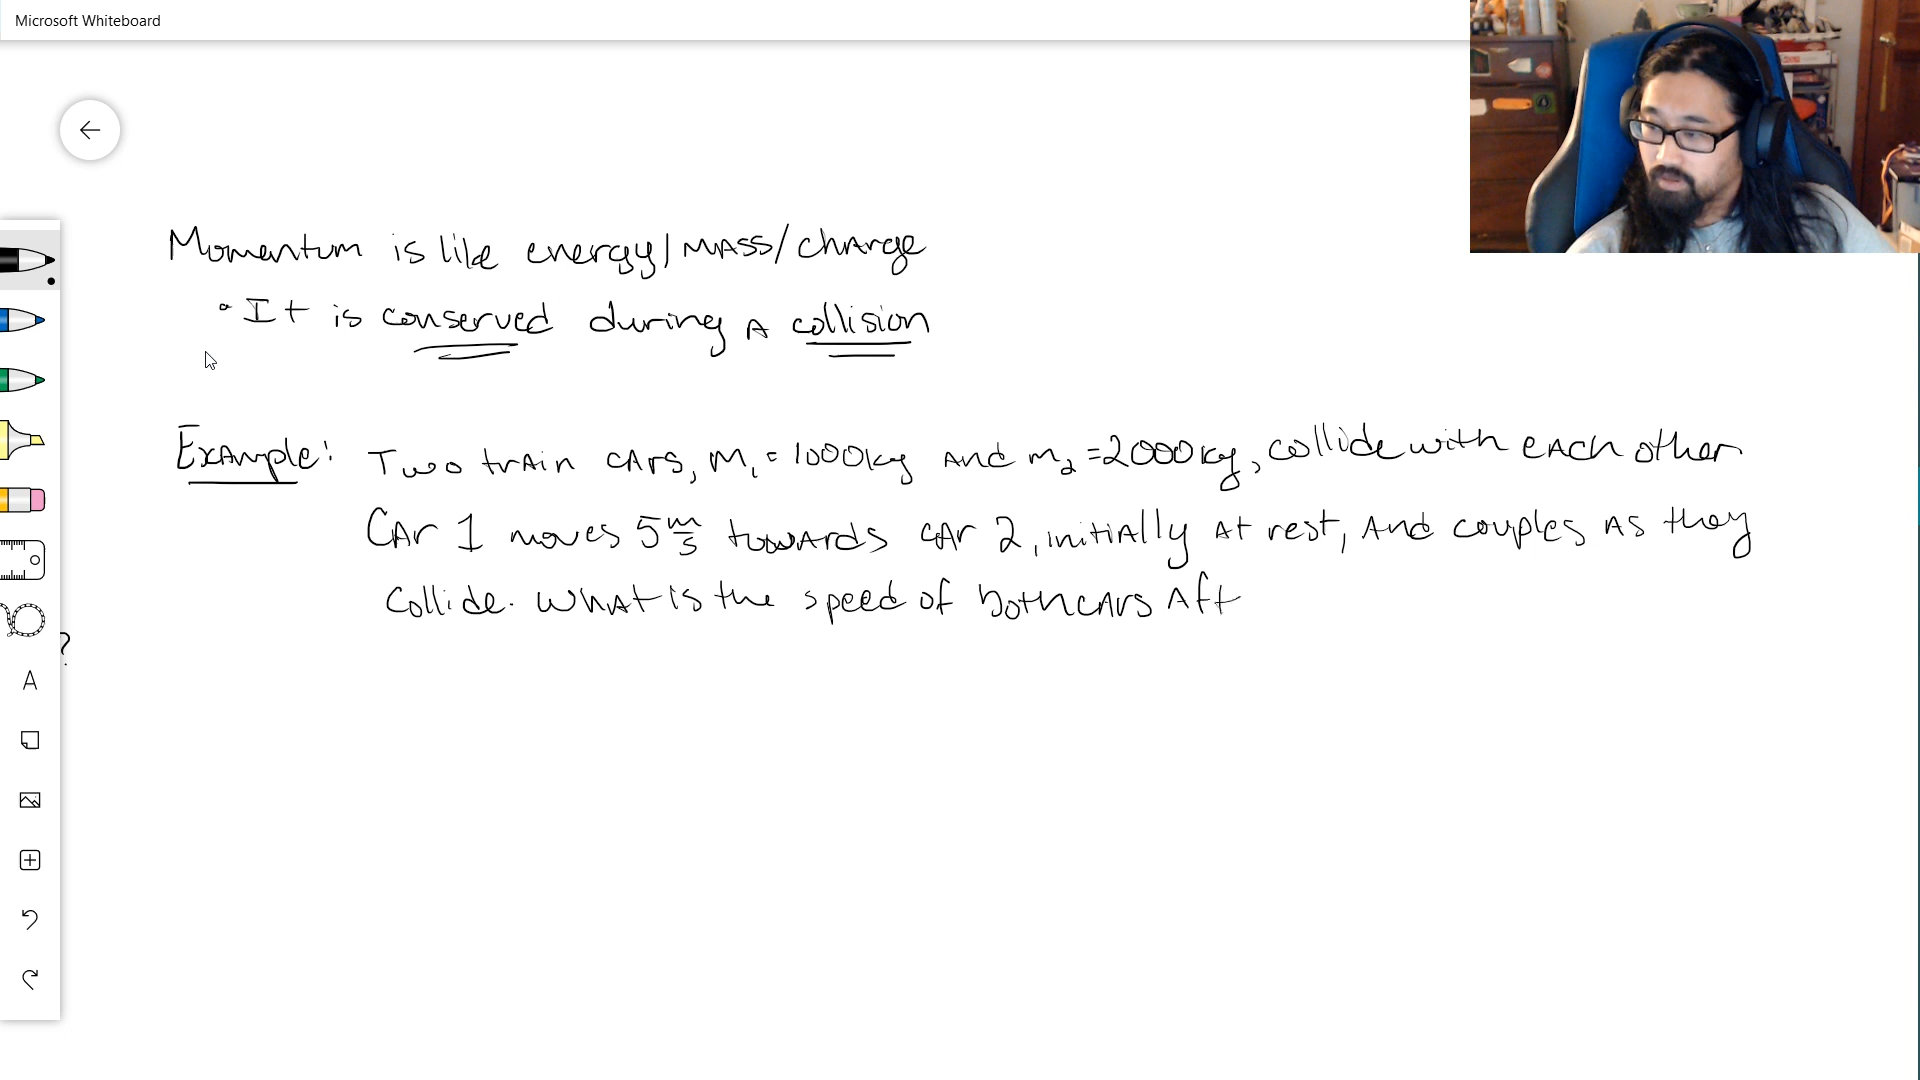 Microsoft Whiteboard
Momentum is like energy/mass/charge
• It is conserved during a collision
Example: Two train cars, m₁ = 1000kg and m₂ = 2000kg, collide with each other
Car 1 moves 5 m/s towards car 2, initially at rest, and couples as they
collide. What is the speed of both cars aft
?
A